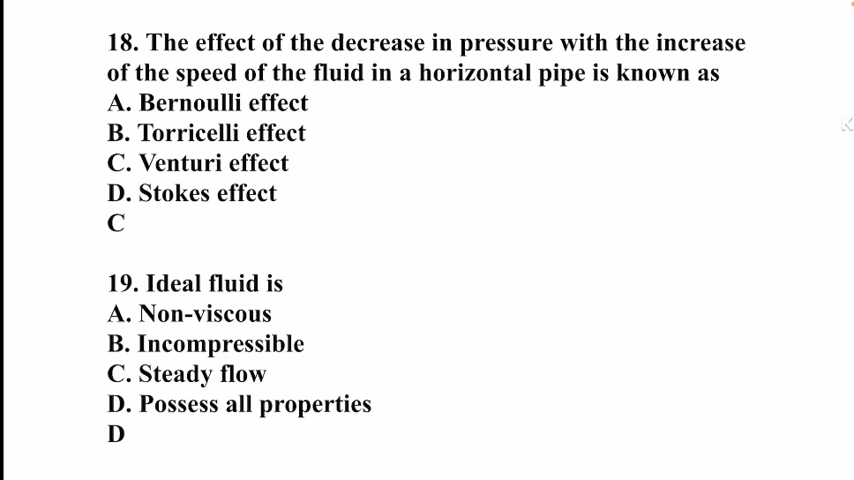 18. The effect of the decrease in pressure with the increase
of the speed of the fluid in a horizontal pipe is known as
A. Bernoulli effect
B. Torricelli effect
C. Venturi effect
D. Stokes effect
C
19. Ideal fluid is
A. Non-viscous
B. Incompressible
C. Steady flow
D. Possess all properties
D
K